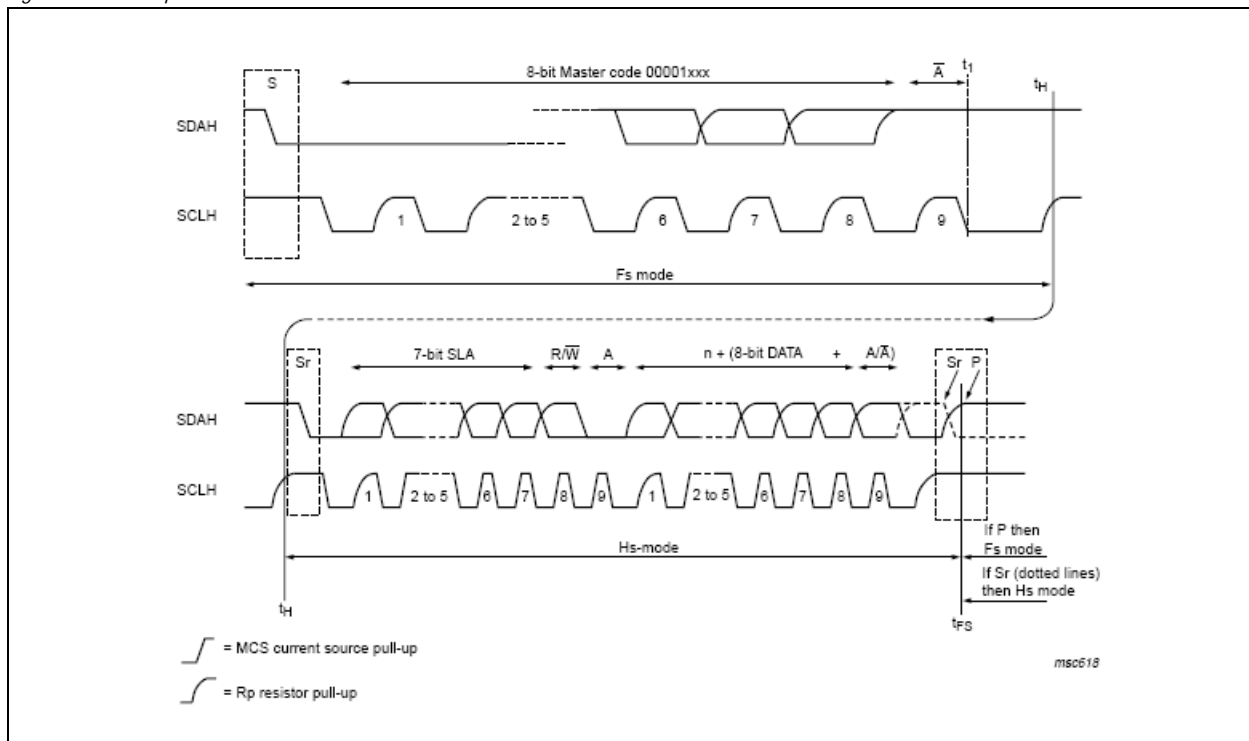 S
8-bit Master code 00001xxx
A̅
t1
tH
SDAH
SCLH
1
2 to 5
6
7
8
9
Fs mode
Sr
7-bit SLA
R/W̅
A
n + (8-bit DATA + A/A̅)
Sr P
SDAH
SCLH
1
2 to 5
6
7
8
9
1
2 to 5
6
7
8
9
Hs-mode
If P then
Fs mode
If Sr (dotted lines)
then Hs mode
tH
tFS
= MCS current source pull-up
= Rp resistor pull-up
msc618